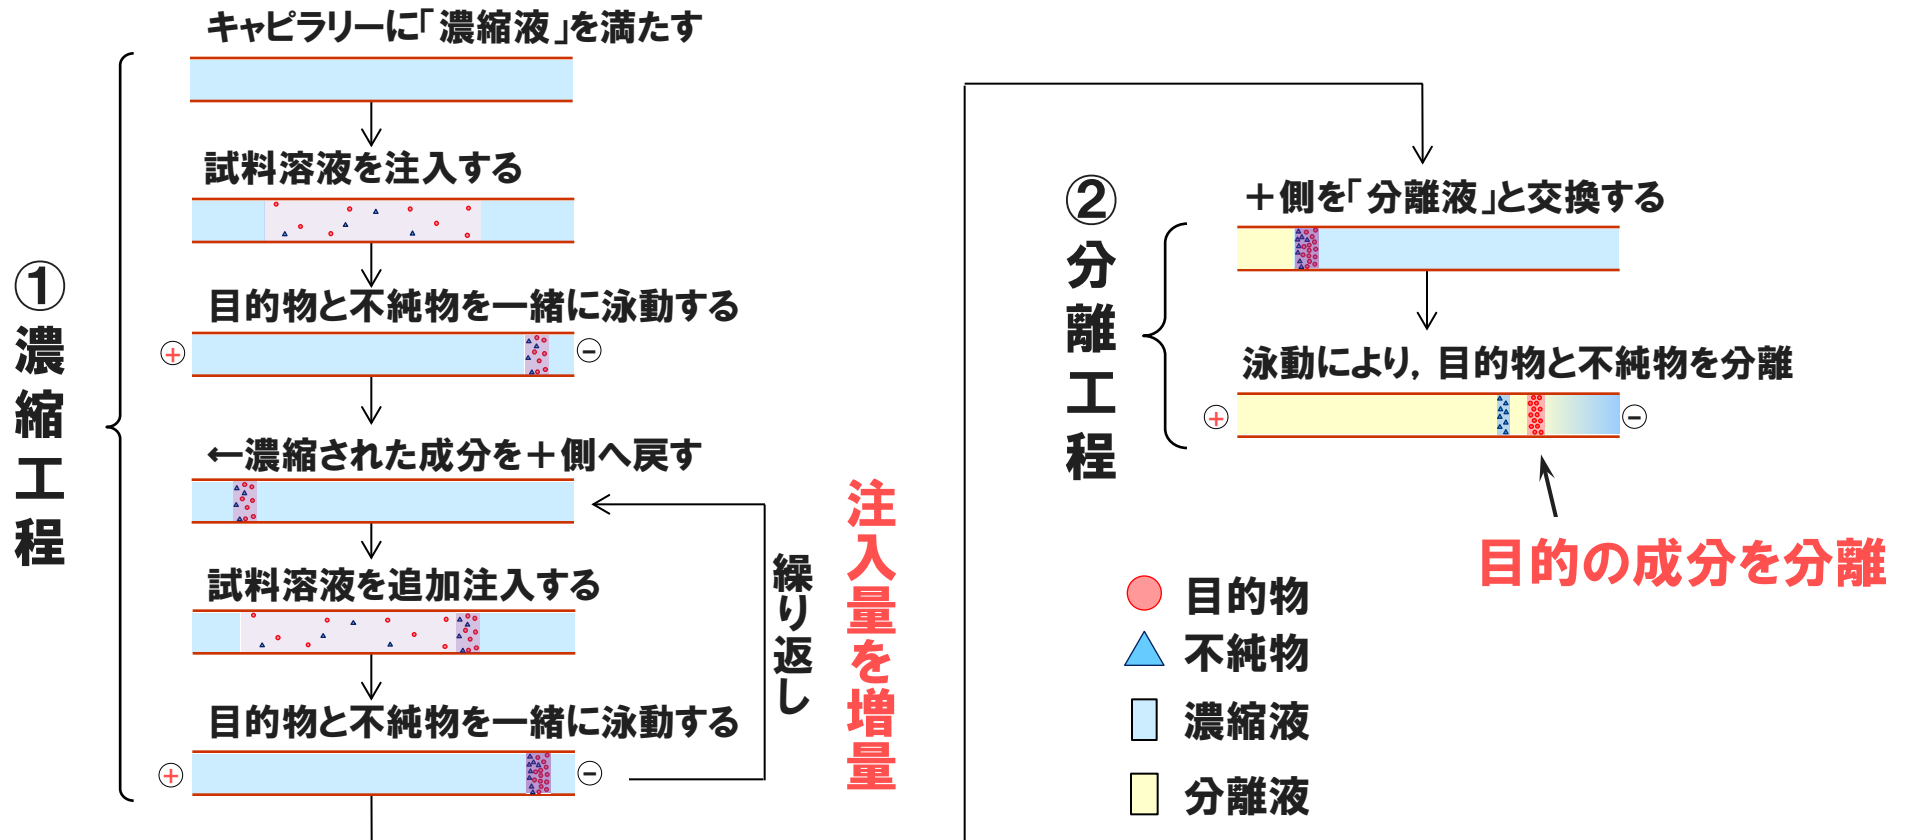 ①濃縮工程
キャピラリーに「濃縮液」を満たす
試料溶液を注入する
目的物と不純物を一緒に泳動する
＋
−
←濃縮された成分を＋側へ戻す
試料溶液を追加注入する
目的物と不純物を一緒に泳動する
＋
−
繰り返し
注入量を増量
②分離工程
＋側を「分離液」と交換する
泳動により，目的物と不純物を分離
＋
−
目的の成分を分離
目的物
不純物
濃縮液
分離液